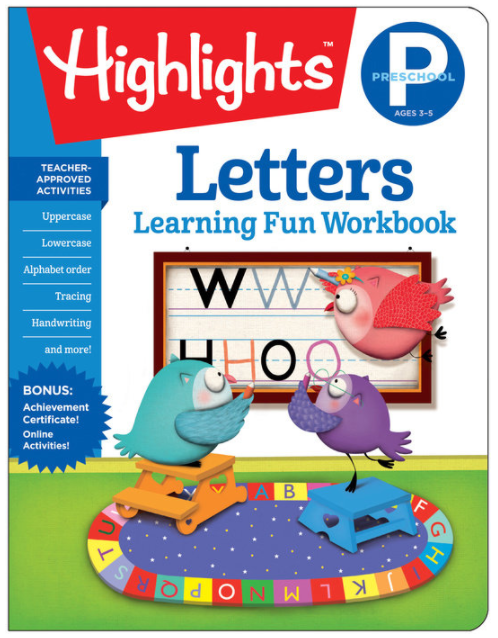 Highlights™
P
PRESCHOOL
AGES 3–5
TEACHER-
APPROVED
ACTIVITIES
Uppercase
Lowercase
Alphabet order
Tracing
Handwriting
and more!
BONUS:
Achievement
Certificate!
Online
Activities!
Letters
Learning Fun Workbook
W W
H H O O
A B
F G H I
J K L M N O P Q R S T U